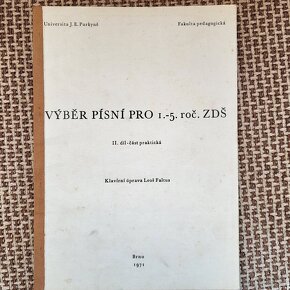 Universita J. E. Purkyně
Fakulta pedagogická
VÝBĚR PÍSNÍ PRO 1.-5. roč. ZDŠ
II. díl - část praktická
Klavírní úprava Leoš Faltus
Brno
1971